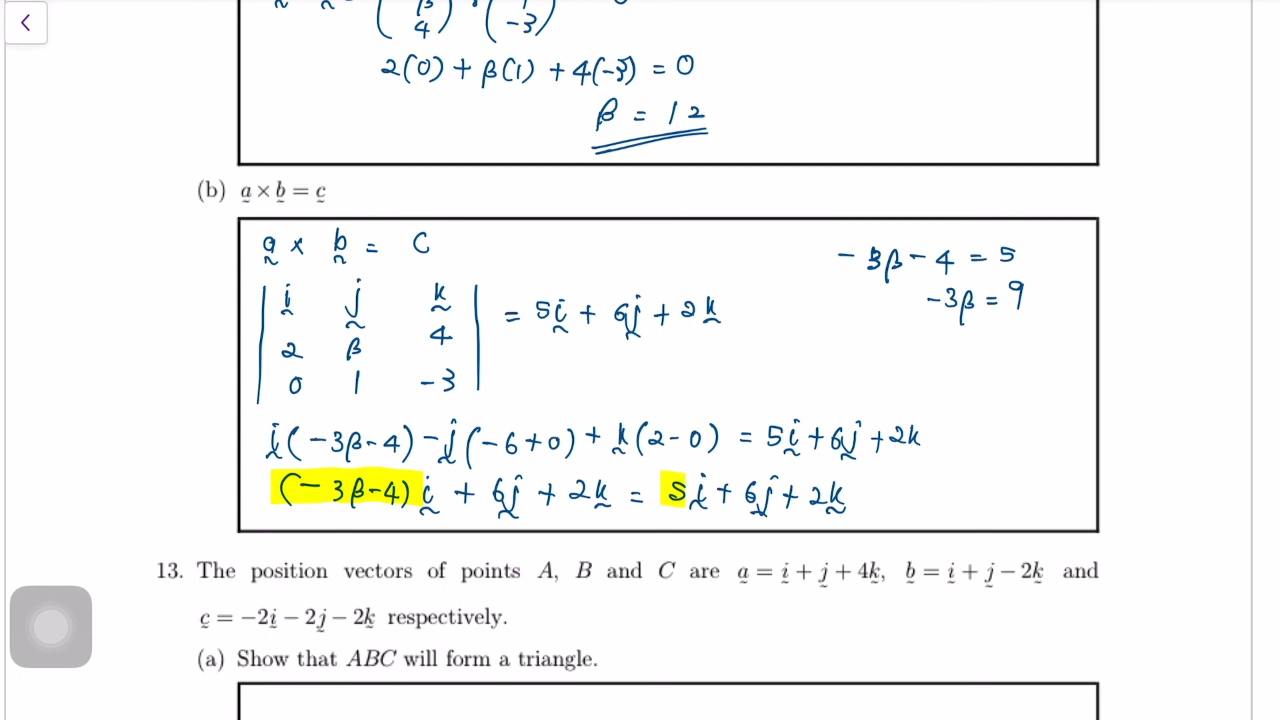 ( β 4 ) . ( 1 -3 )
2(0) + β(1) + 4(-3) = 0
β = 12
(b) a × b = c
a × b = c
-3β - 4 = 5
-3β = 9
| i j k |
= 5i + 6j + 2k
2 β 4
0 1 -3
i(-3β-4) - j(-6+0) + k(2-0) = 5i + 6j + 2k
(-3β-4)i + 6j + 2k = 5i + 6j + 2k
13. The position vectors of points A, B and C are a = i + j + 4k, b = i + j − 2k and
c = −2i − 2j − 2k respectively.
(a) Show that ABC will form a triangle.